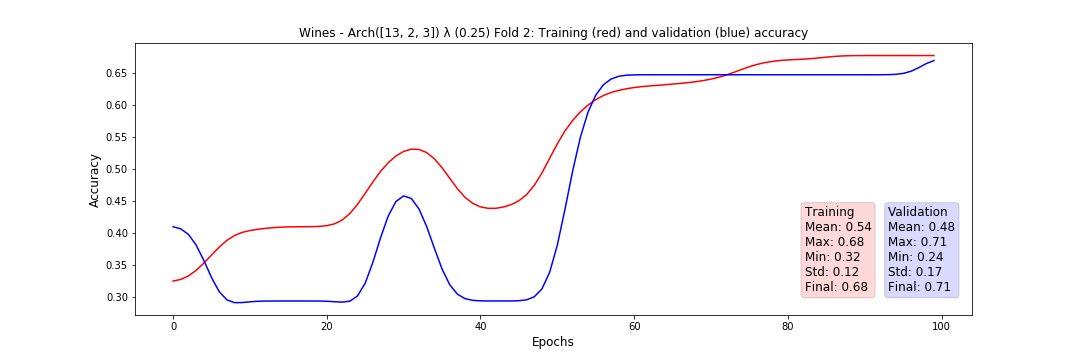 Wines - Arch([13, 2, 3]) λ (0.25) Fold 2: Training (red) and validation (blue) accuracy
Accuracy
0.65
0.60
0.55
0.50
0.45
0.40
0.35
0.30
Training
Mean: 0.54
Max: 0.68
Min: 0.32
Std: 0.12
Final: 0.68
Validation
Mean: 0.48
Max: 0.71
Min: 0.24
Std: 0.17
Final: 0.71
0 20 40 60 80 100
Epochs